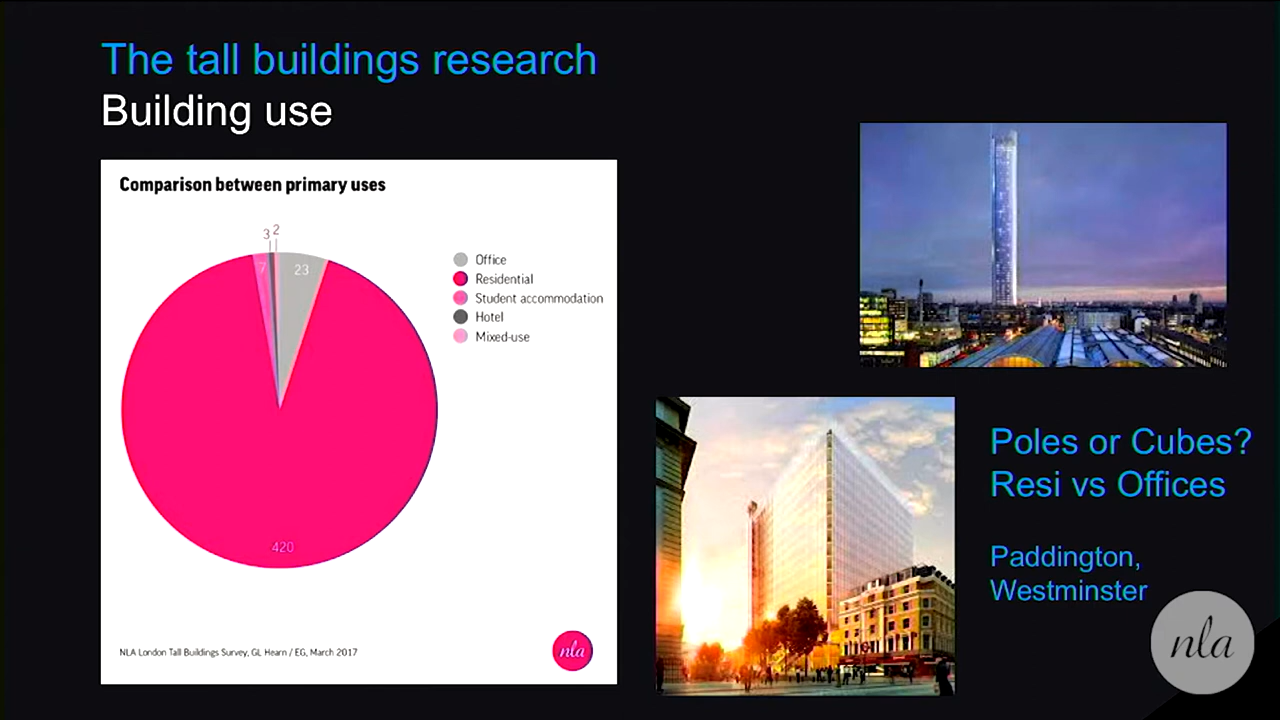 The tall buildings research
Building use
Comparison between primary uses
3 2
7
23
420
Office
Residential
Student accommodation
Hotel
Mixed-use
NLA London Tall Buildings Survey, GL Hearn / EG, March 2017
nla
Poles or Cubes?
Resi vs Offices
Paddington,
Westminster
nla